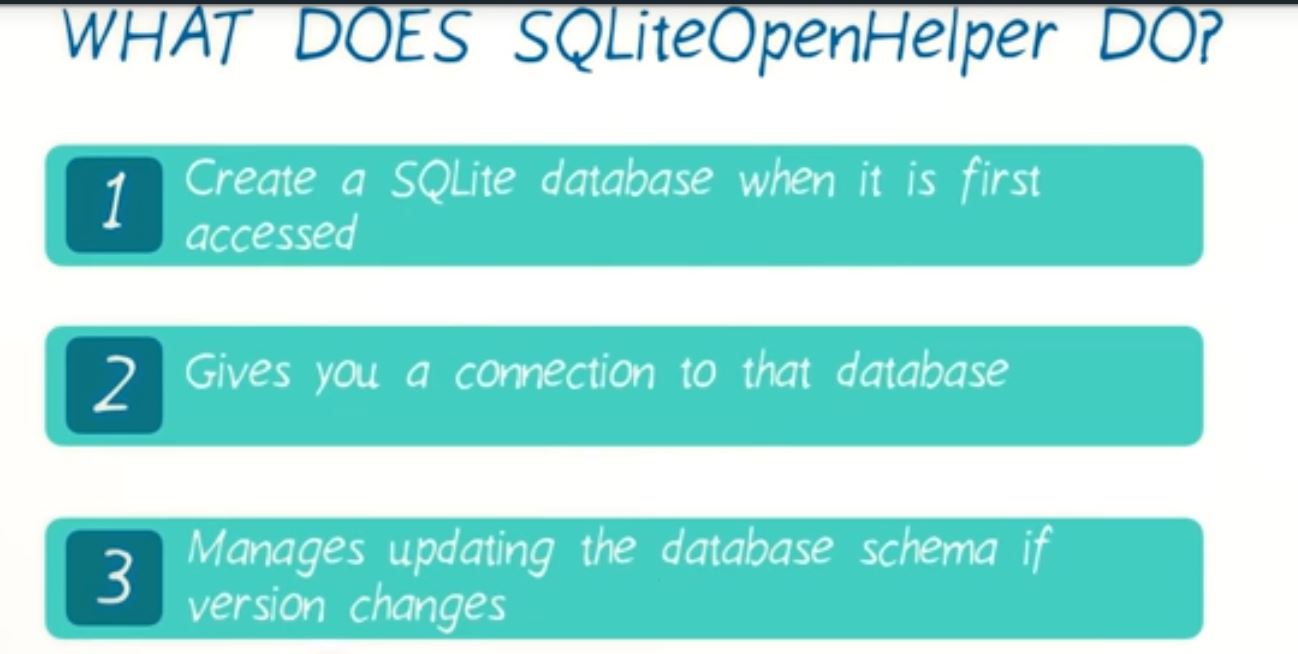 WHAT DOES SQLiteOpenHelper DO?
1
Create a SQLite database when it is first
accessed
2
Gives you a connection to that database
3
Manages updating the database schema if
version changes